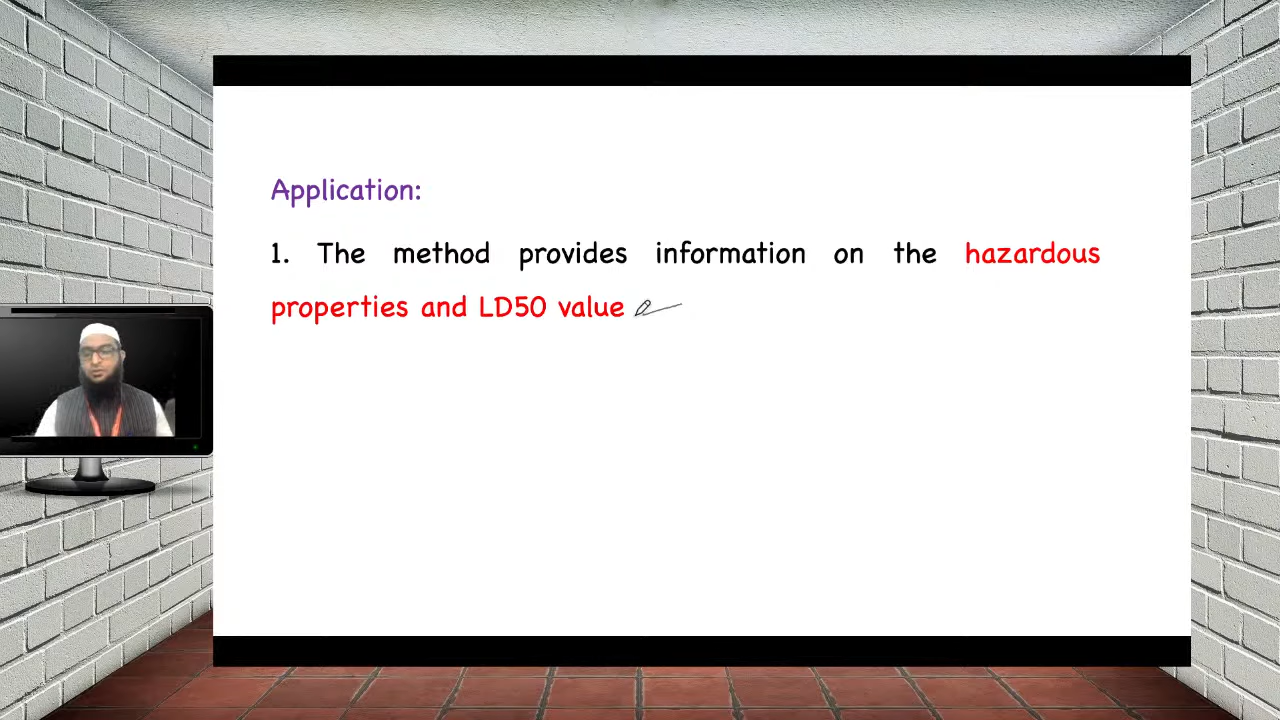 Application:
1. The method provides information on the hazardous
properties and LD50 value